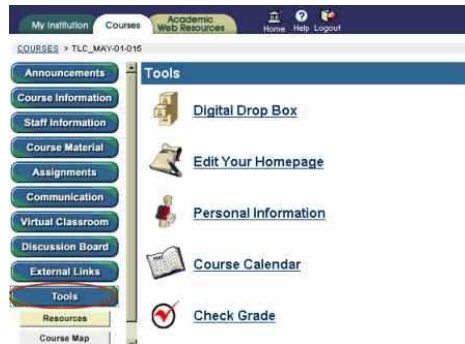 My Institution
Courses
Academic
Web Resources
Home Help Logout
COURSES > TLC_MAY-01-016
Announcements
Course Information
Staff Information
Course Material
Assignments
Communication
Virtual Classroom
Discussion Board
External Links
Tools
Resources
Course Map
Tools
Digital Drop Box
Edit Your Homepage
Personal Information
Course Calendar
Check Grade